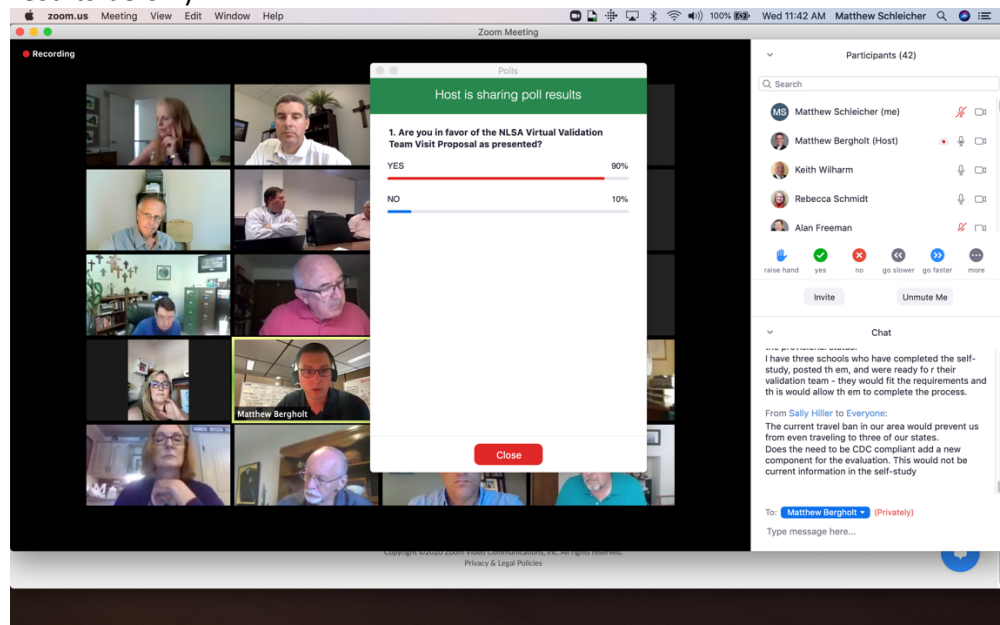 zoom.us Meeting View Edit Window Help
100% Wed 11:42 AM Matthew Schleicher
Zoom Meeting
Recording
Polls
Host is sharing poll results
1. Are you in favor of the NLSA Virtual Validation
Team Visit Proposal as presented?
YES 90%
NO 10%
Close
Matthew Bergholt
Participants (42)
Search
MS Matthew Schleicher (me)
Matthew Bergholt (Host)
Keith Wilharm
Rebecca Schmidt
Alan Freeman
raise hand yes no go slower go faster more
Invite Unmute Me
Chat
I have three schools who have completed the self-
study, posted th em, and were ready fo r their
validation team - they would fit the requirements and
th is would allow th em to complete the process.
From Sally Hiller to Everyone:
The current travel ban in our area would prevent us
from even traveling to three of our states.
Does the need to be CDC compliant add a new
component for the evaluation. This would not be
current information in the self-study
To: Matthew Bergholt (Privately)
Type message here...
Copyright ©2020 Zoom Video Communications, Inc. All rights reserved.
Privacy & Legal Policies